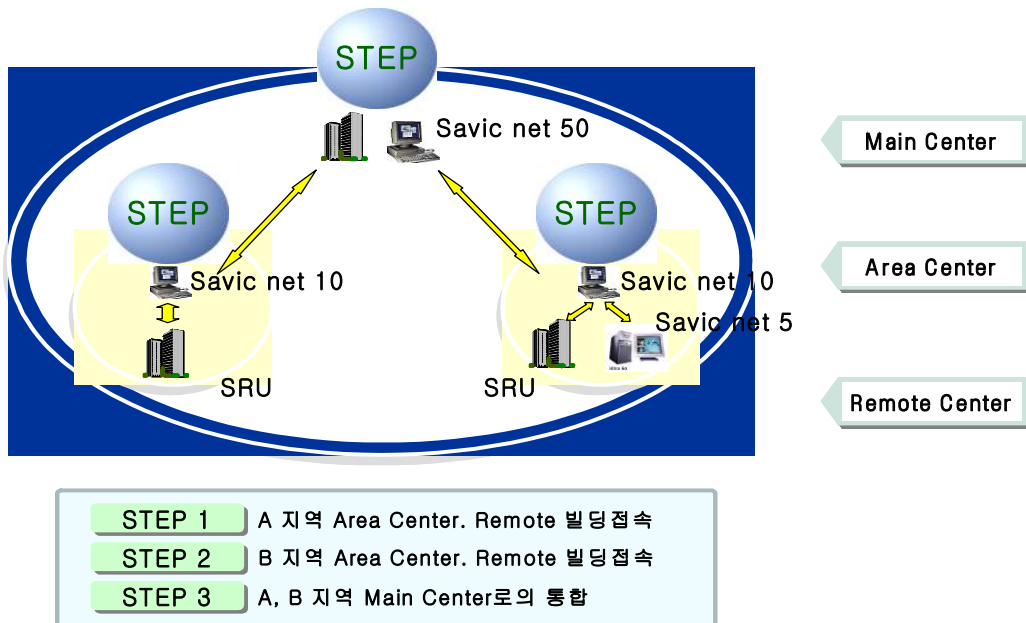 STEP
Savic net 50
Main Center
STEP
STEP
Area Center
Savic net 10
Savic net 10
Savic net 5
SRU
SRU
Remote Center
STEP 1 A 지역 Area Center. Remote 빌딩접속
STEP 2 B 지역 Area Center. Remote 빌딩접속
STEP 3 A, B 지역 Main Center로의 통합